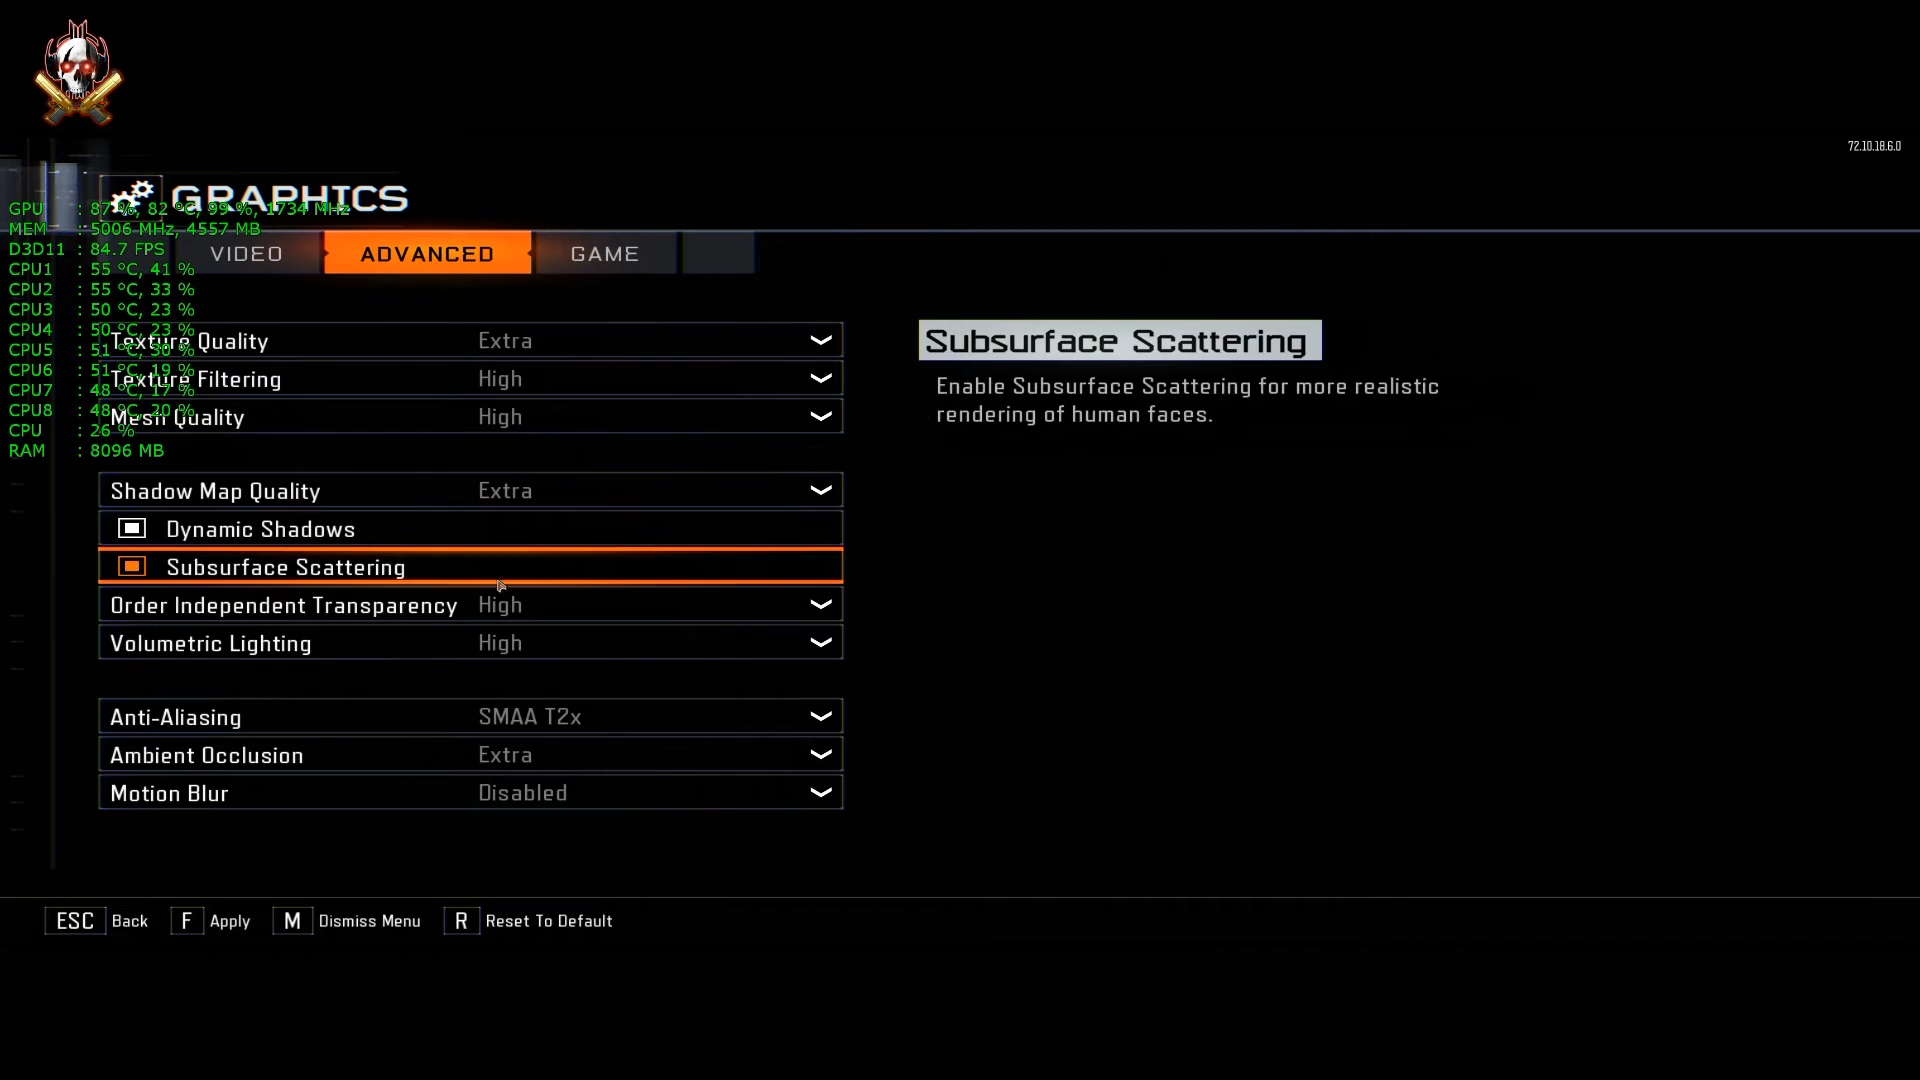 72.10.18.6.0
GRAPHICS
GPU : 87 %, 82 °C, 99 %, 1734 MHz
MEM : 5006 MHz, 4557 MB
D3D11 : 84.7 FPS
VIDEO ADVANCED GAME
CPU1 : 55 °C, 41 %
CPU2 : 55 °C, 33 %
CPU3 : 50 °C, 23 %
CPU4 : 50 °C, 23 %
Texture Quality Extra
CPU5 : 51 °C, 30 %
CPU6 : 51 °C, 19 %
Texture Filtering High
CPU7 : 48 °C, 17 %
CPU8 : 48 °C, 20 %
Mesh Quality High
CPU : 26 %
RAM : 8096 MB
Shadow Map Quality Extra
Dynamic Shadows
Subsurface Scattering
Order Independent Transparency High
Volumetric Lighting High
Anti-Aliasing SMAA T2x
Ambient Occlusion Extra
Motion Blur Disabled
Subsurface Scattering
Enable Subsurface Scattering for more realistic
rendering of human faces.
ESC Back F Apply M Dismiss Menu R Reset To Default